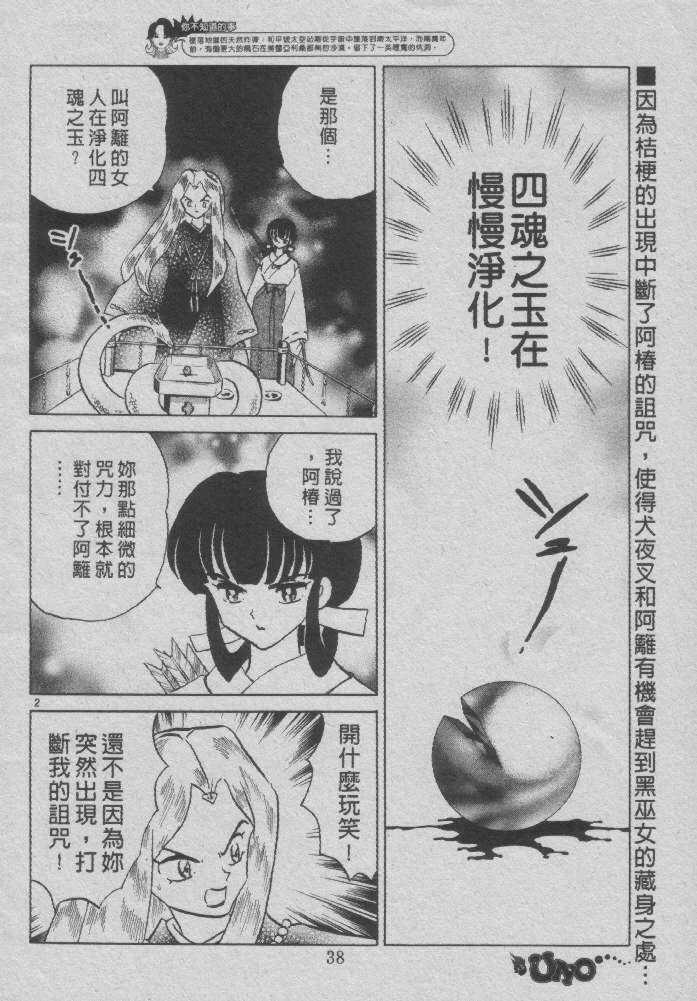 你不知道的事
■因為桔梗的出現中斷了阿椿的詛咒，使得犬夜叉和阿籬有機會趕到黑巫女的藏身之處…
四魂之玉在
慢慢淨化！
是那個…
叫阿籬的女
人在淨化四
魂之玉？
我說過了
，阿椿…
妳那點細微的
咒力，根本就
對付不了阿籬
……
2
開什麼玩笑！
還不是因為妳
突然出現，打
斷我的詛咒！
38